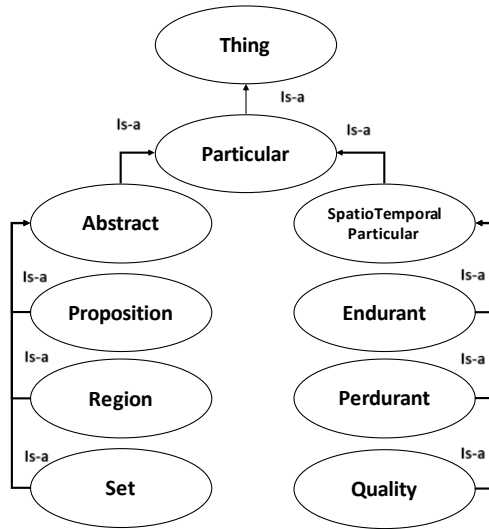 Thing
Is-a
Is-a
Is-a
Particular
Abstract
SpatioTemporal
Particular
Is-a
Is-a
Proposition
Endurant
Is-a
Is-a
Region
Perdurant
Is-a
Is-a
Set
Quality